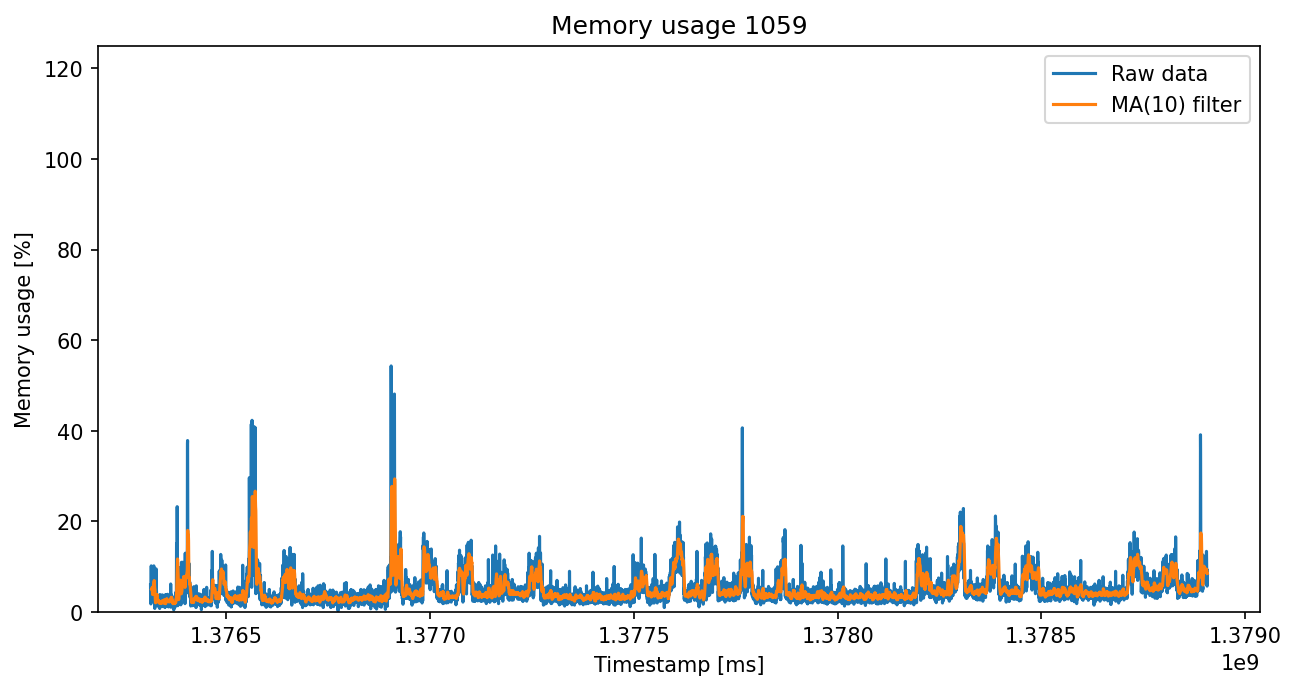 Memory usage 1059
Raw data
MA(10) filter
Memory usage [%]
120
100
80
60
40
20
0
1.3765 1.3770 1.3775 1.3780 1.3785 1.3790
1e9
Timestamp [ms]